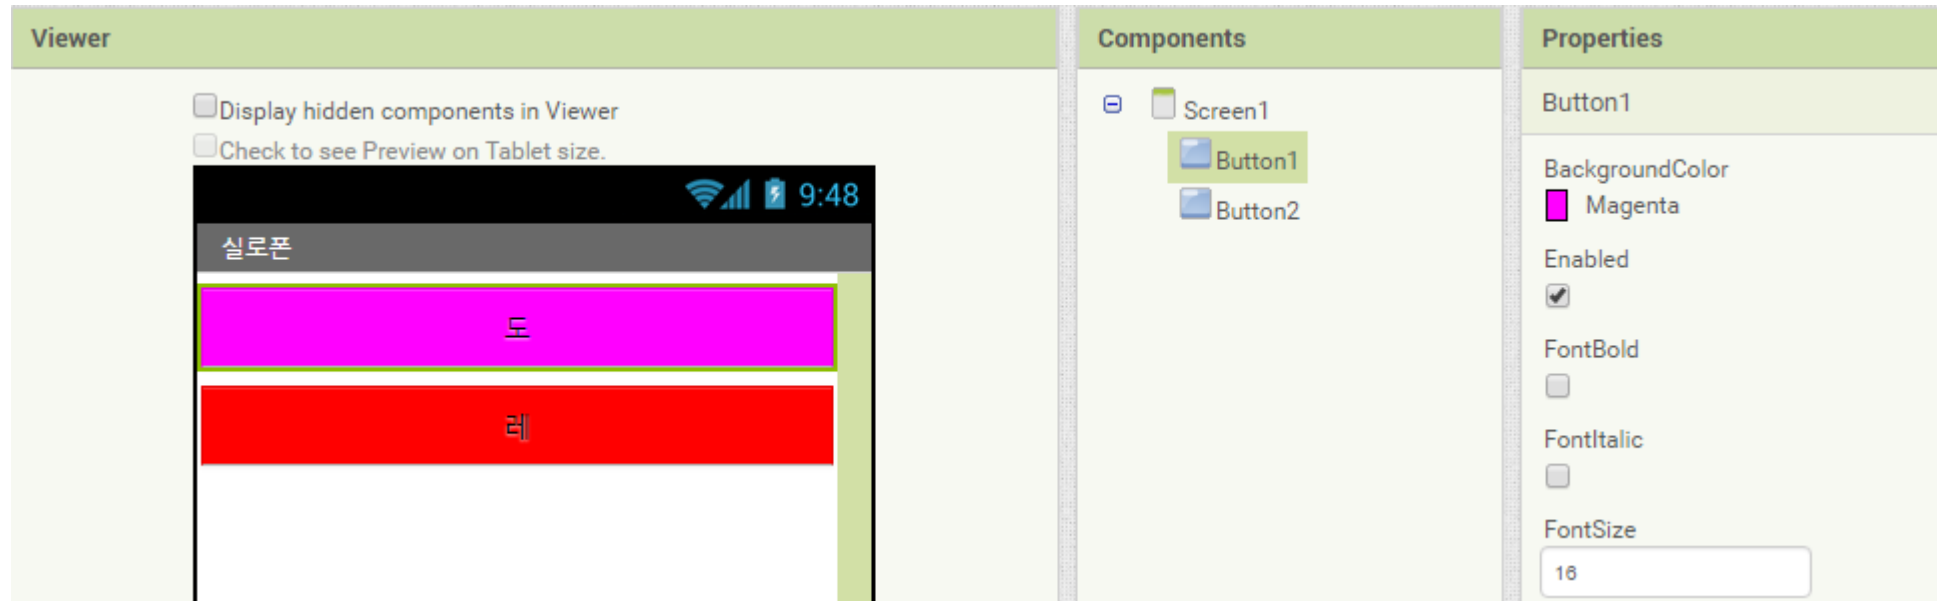 Viewer
Display hidden components in Viewer
Check to see Preview on Tablet size.
9:48
실로폰
도
레
Components
Screen1
Button1
Button2
Properties
Button1
BackgroundColor
Magenta
Enabled
FontBold
FontItalic
FontSize
16